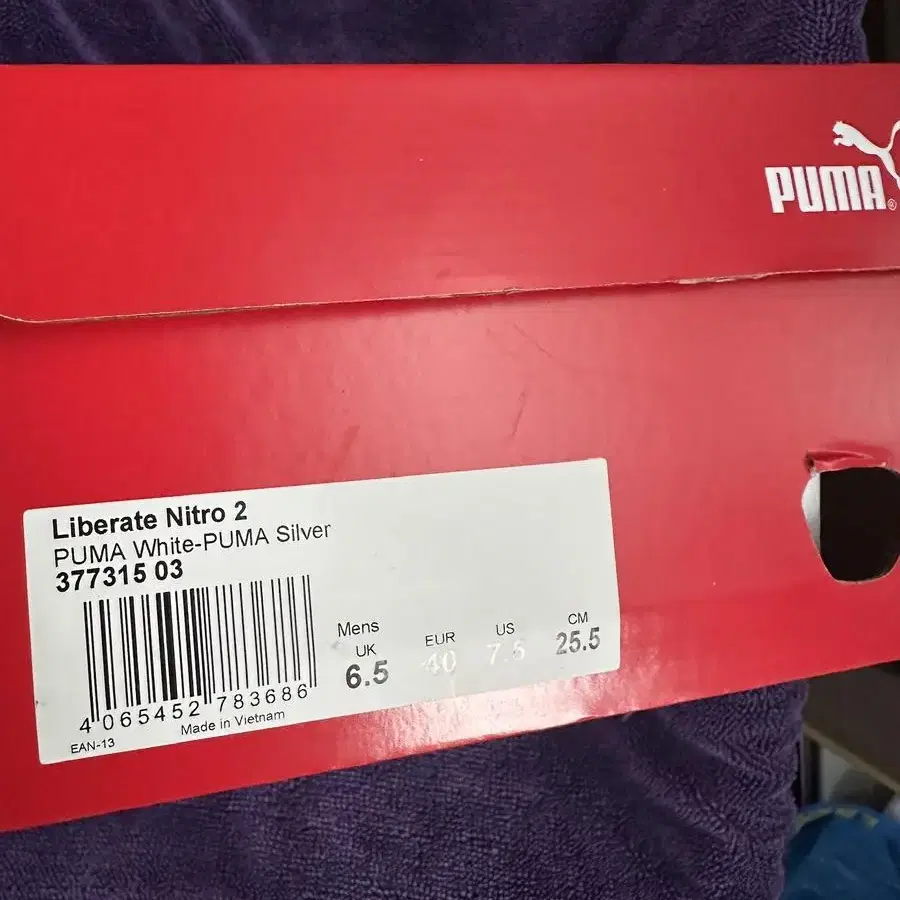 PUMA®
Liberate Nitro 2
PUMA White-PUMA Silver
377315 03
Mens
UK EUR US CM
6.5 40 7.5 25.5
4 065452 783686
EAN-13 Made in Vietnam